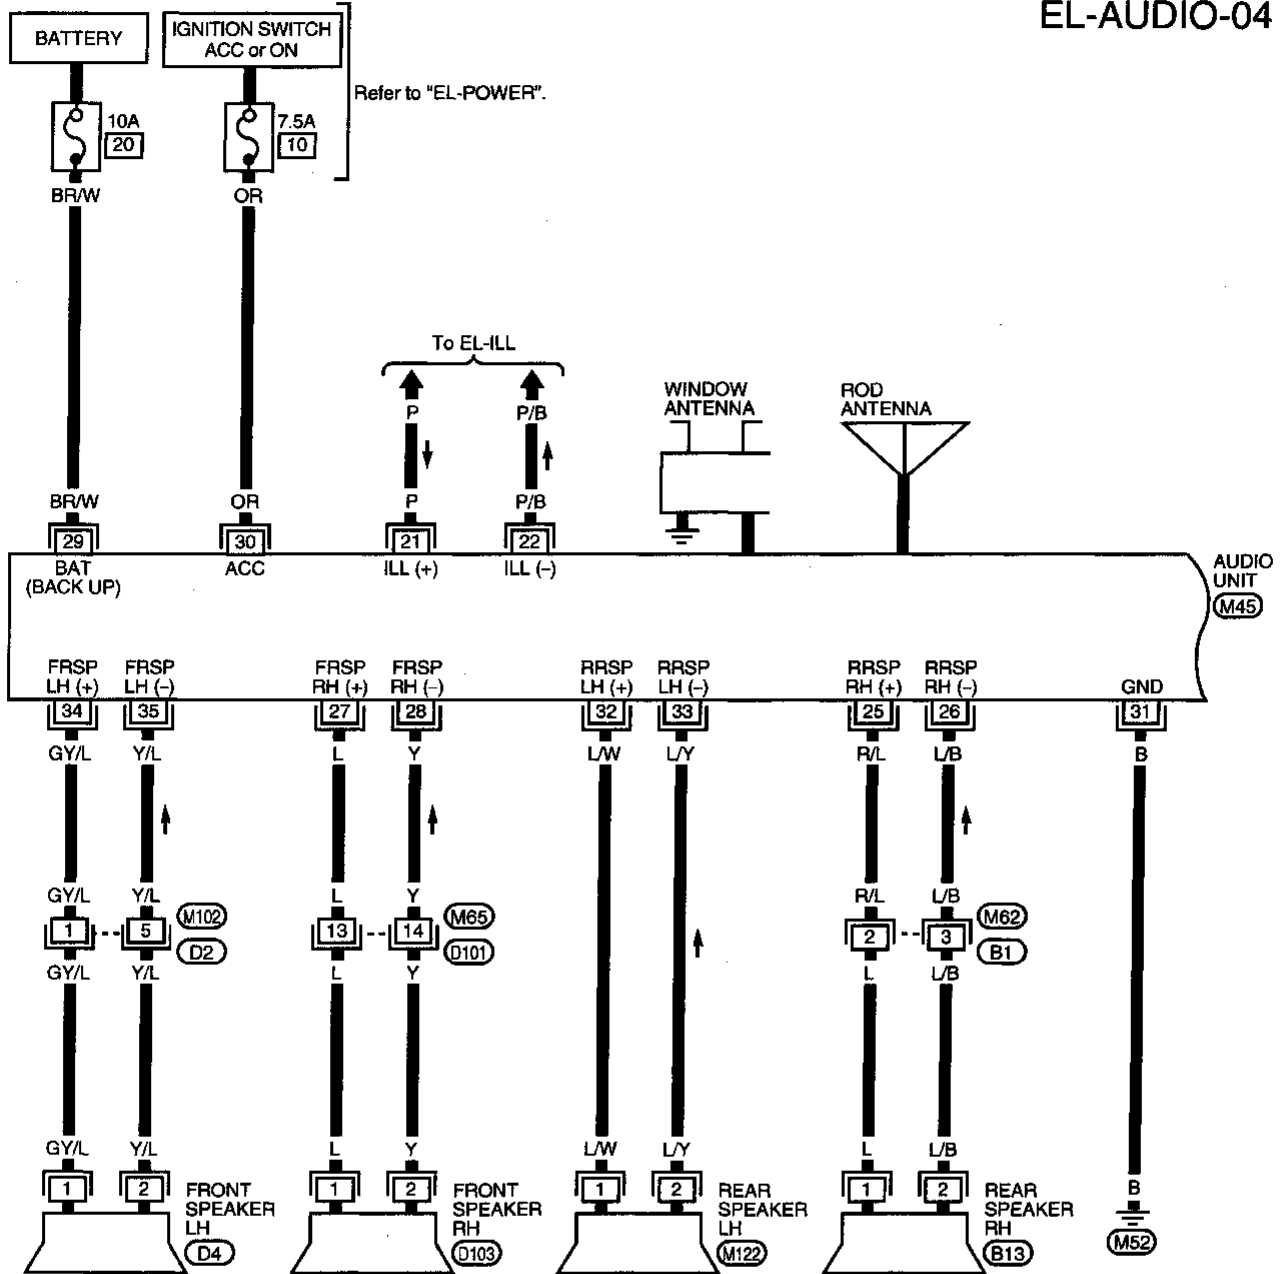 EL-AUDIO-04
BATTERY
IGNITION SWITCH
ACC or ON
Refer to "EL-POWER".
10A
20
7.5A
10
BR/W
OR
To EL-ILL
P
P/B
WINDOW
ANTENNA
ROD
ANTENNA
BR/W
OR
P
P/B
29
30
21
22
BAT
(BACK UP)
ACC
ILL (+)
ILL (-)
AUDIO
UNIT
M45
FRSP
LH (+)
FRSP
LH (-)
FRSP
RH (+)
FRSP
RH (-)
RRSP
LH (+)
RRSP
LH (-)
RRSP
RH (+)
RRSP
RH (-)
GND
34
35
27
28
32
33
25
26
31
GY/L
Y/L
L
Y
L/W
L/Y
R/L
L/B
B
GY/L
Y/L
L
Y
R/L
L/B
1
5
M102
D2
13
14
M65
D101
2
3
M62
B1
GY/L
Y/L
L
Y
L
L/B
GY/L
Y/L
L
Y
L/W
L/Y
L
L/B
B
1
2
FRONT
SPEAKER
LH
D4
1
2
FRONT
SPEAKER
RH
D103
1
2
REAR
SPEAKER
LH
M122
1
2
REAR
SPEAKER
RH
B13
M52